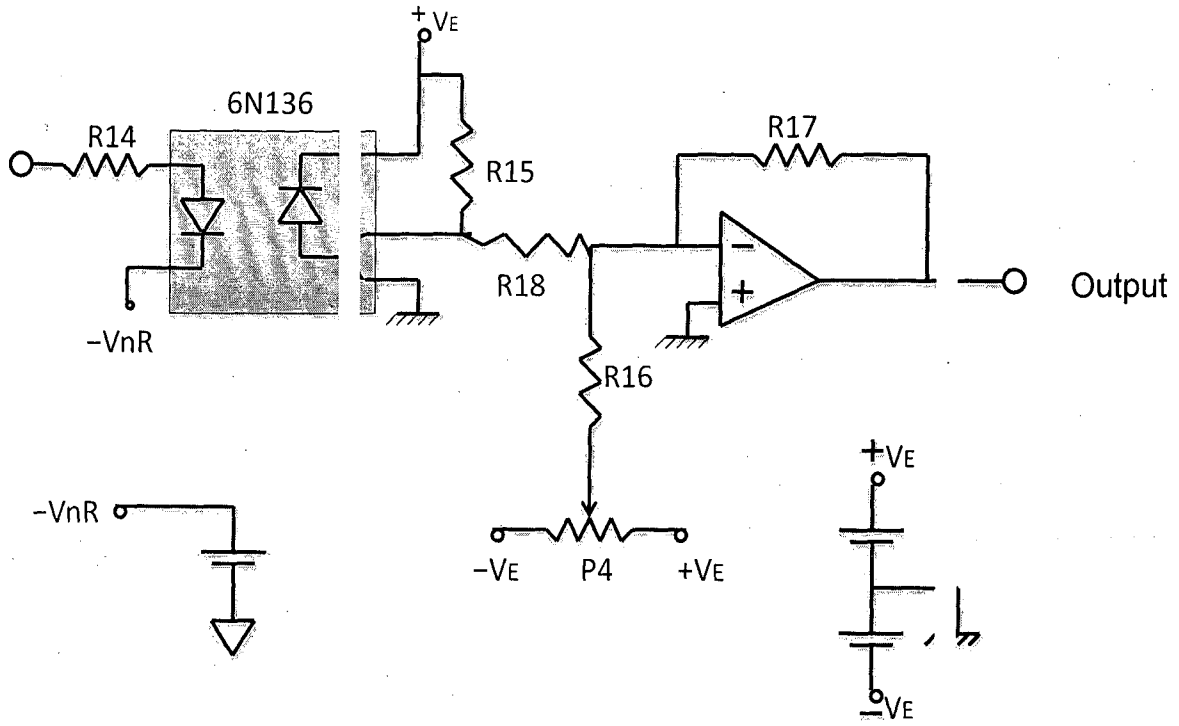 + VE
6N136
R14
R15
R17
R18
−
+
Output
−VnR
R16
+VE
−VnR
−VE
P4
+VE
− VE